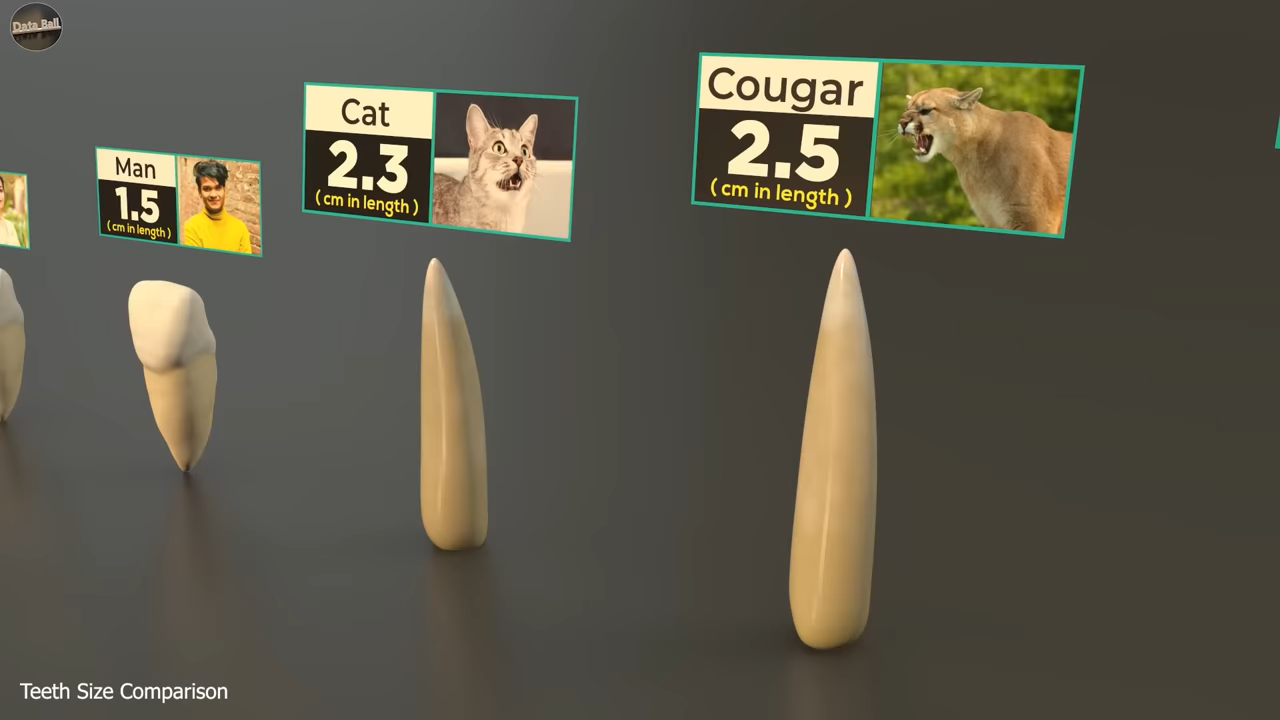 Data Ball
Man
1.5
( cm in length )
Cat
2.3
( cm in length )
Cougar
2.5
( cm in length )
Teeth Size Comparison